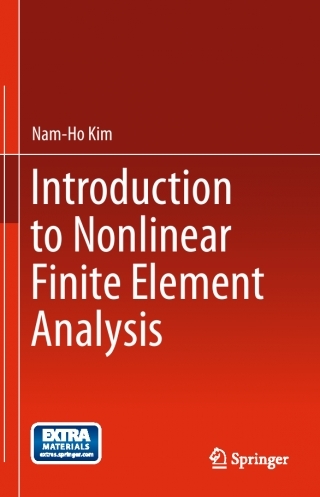 Nam-Ho Kim
Introduction
to Nonlinear
Finite Element
Analysis
EXTRA
MATERIALS
extras.springer.com
Springer